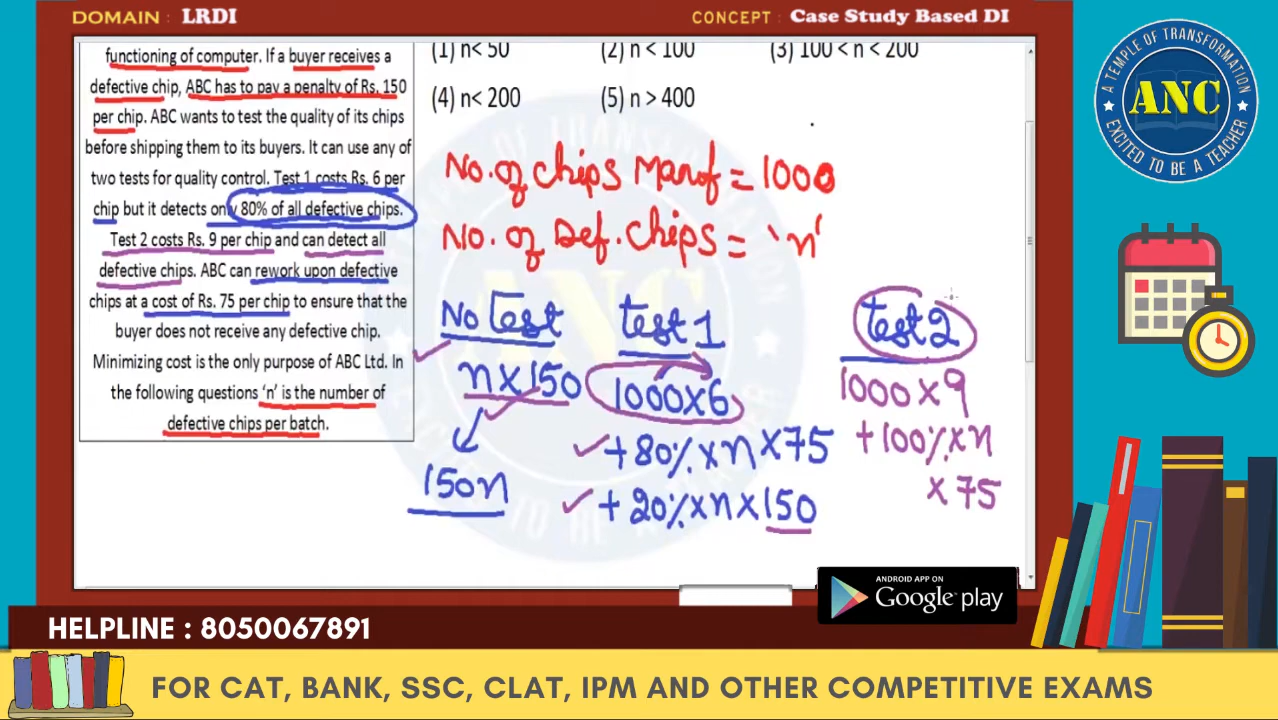 DOMAIN : LRDI
CONCEPT : Case Study Based DI
functioning of computer. If a buyer receives a
defective chip, ABC has to pay a penalty of Rs. 150
per chip. ABC wants to test the quality of its chips
before shipping them to its buyers. It can use any of
two tests for quality control. Test 1 costs Rs. 6 per
chip but it detects only 80% of all defective chips.
Test 2 costs Rs. 9 per chip and can detect all
defective chips. ABC can rework upon defective
chips at a cost of Rs. 75 per chip to ensure that the
buyer does not receive any defective chip.
Minimizing cost is the only purpose of ABC Ltd. In
the following questions ‘n’ is the number of
defective chips per batch.
(1) n< 50 (2) n < 100 (3) 100 < n < 200
(4) n< 200 (5) n > 400
No. of Chips Manf = 1000
No. of Def. Chips = 'n'
No Test
n x 150
150n
test 1
1000x6
+ 80% x n x 75
+ 20% x n x 150
test 2
1000 x 9
+ 100% x n
x 75
A TEMPLE OF TRANSFORMATION
ANC
EXCITED TO BE A TEACHER
ANDROID APP ON
Google play
HELPLINE : 8050067891
FOR CAT, BANK, SSC, CLAT, IPM AND OTHER COMPETITIVE EXAMS